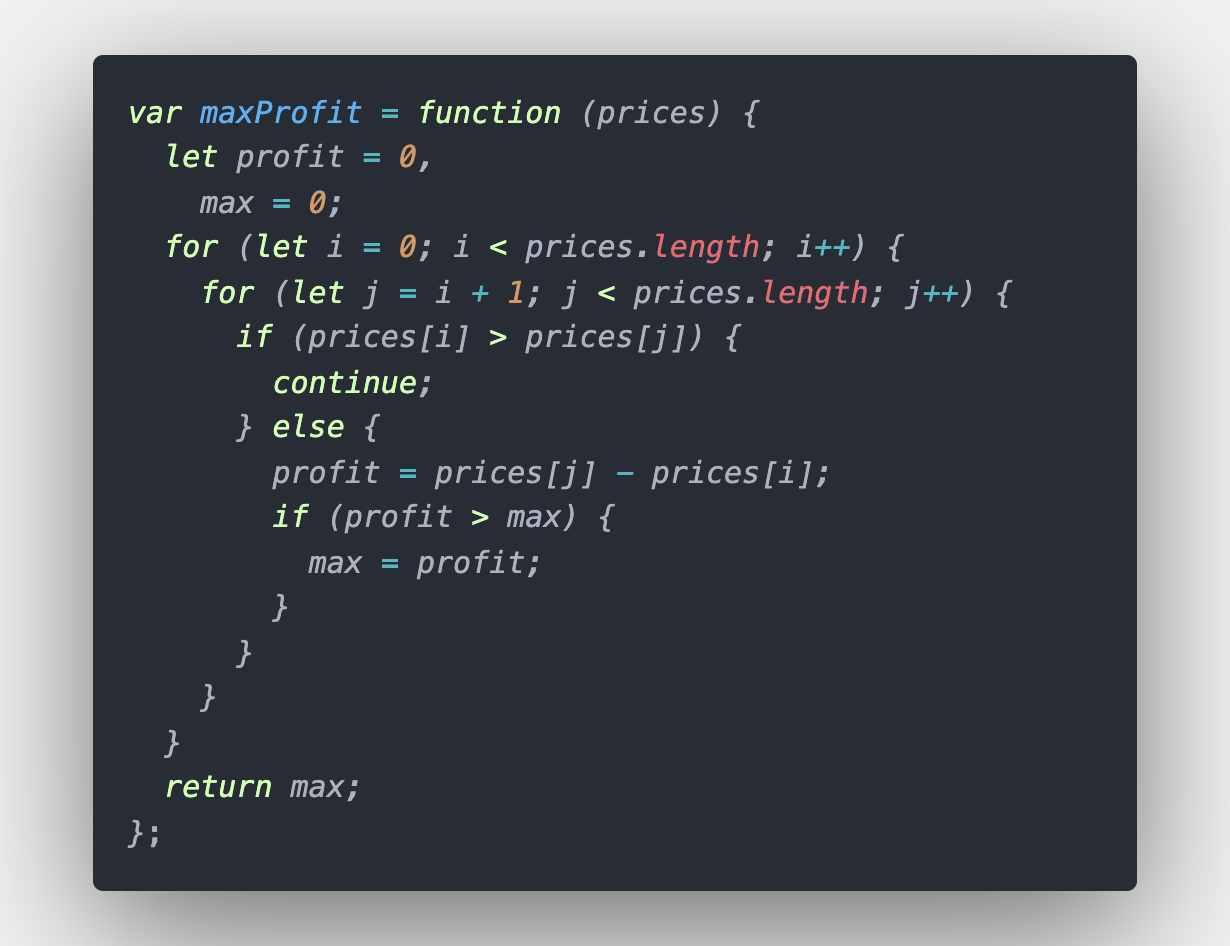 var maxProfit = function (prices) {
  let profit = 0,
    max = 0;
  for (let i = 0; i < prices.length; i++) {
    for (let j = i + 1; j < prices.length; j++) {
      if (prices[i] > prices[j]) {
        continue;
      } else {
        profit = prices[j] - prices[i];
        if (profit > max) {
          max = profit;
        }
      }
    }
  }
  return max;
};